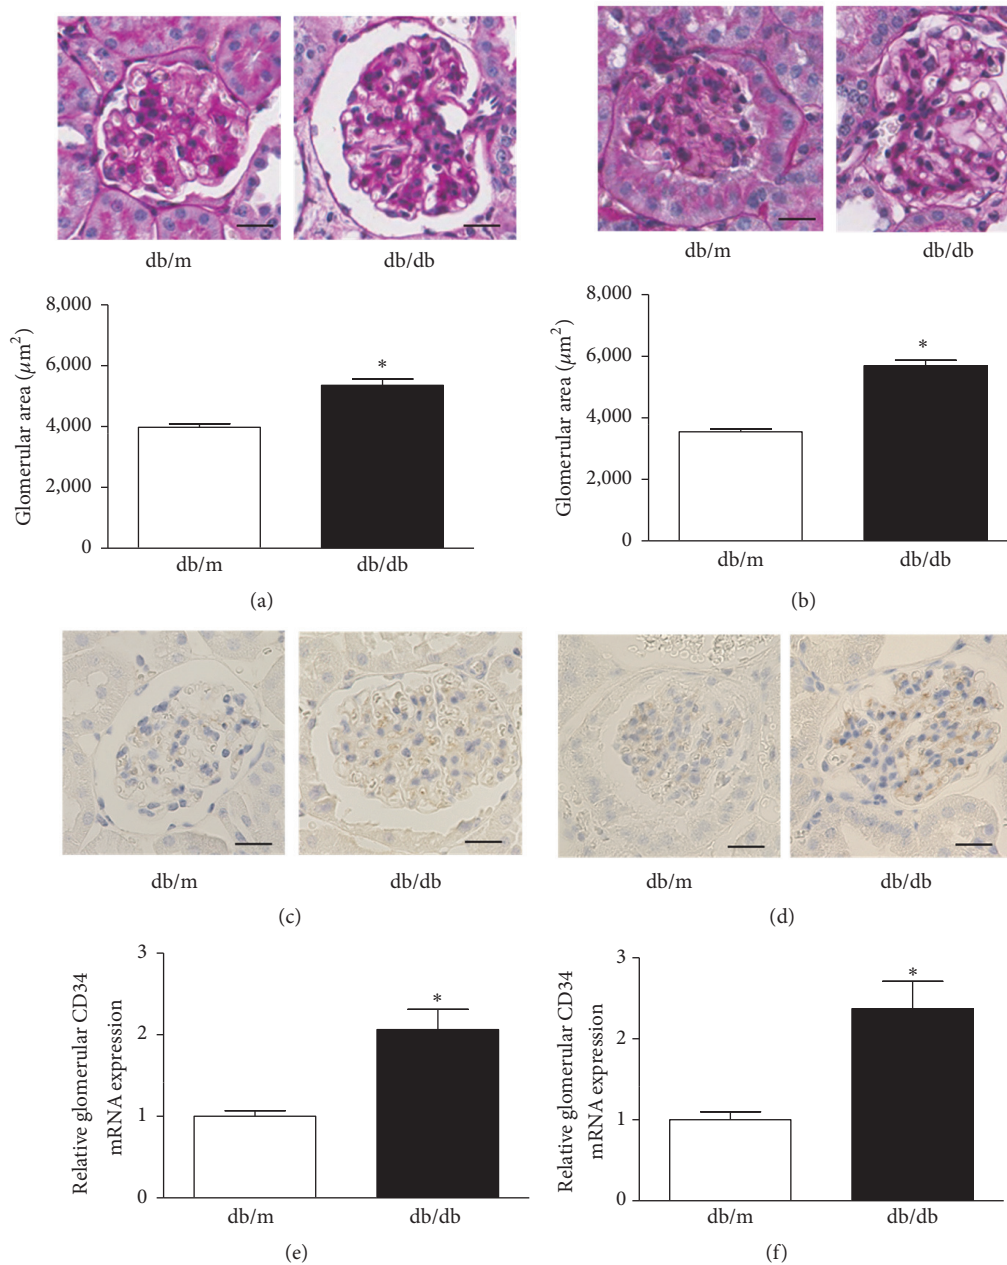 db/m
db/db
8,000
6,000
4,000
2,000
0
Glomerular area (μm²)
*
db/m
db/db
(a)
db/m
db/db
8,000
6,000
4,000
2,000
0
Glomerular area (μm²)
*
db/m
db/db
(b)
db/m
db/db
(c)
db/m
db/db
(d)
3
2
1
0
Relative glomerular CD34
mRNA expression
*
db/m
db/db
(e)
3
2
1
0
Relative glomerular CD34
mRNA expression
*
db/m
db/db
(f)